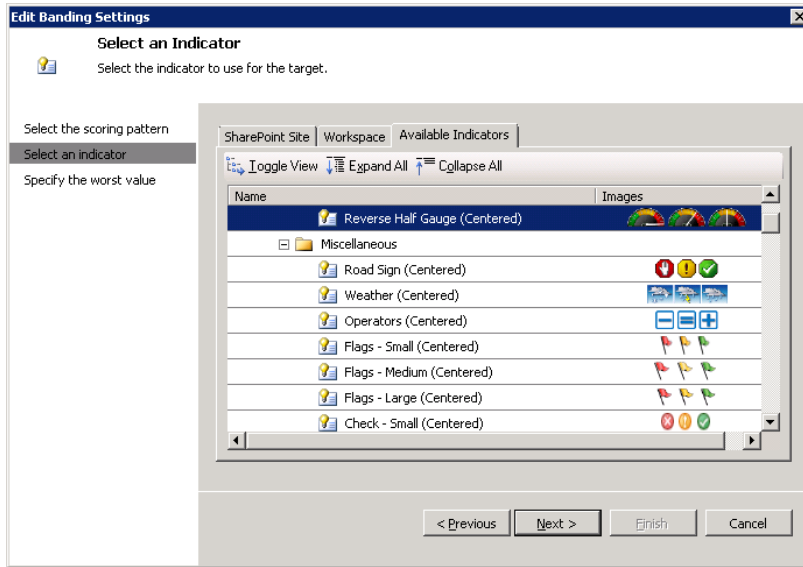 Edit Banding Settings
Select an Indicator
Select the indicator to use for the target.
Select the scoring pattern
Select an indicator
Specify the worst value
SharePoint Site Workspace Available Indicators
Toggle View Expand All Collapse All
Name Images
Reverse Half Gauge (Centered)
Miscellaneous
Road Sign (Centered)
Weather (Centered)
Operators (Centered)
Flags - Small (Centered)
Flags - Medium (Centered)
Flags - Large (Centered)
Check - Small (Centered)
< Previous Next > Finish Cancel